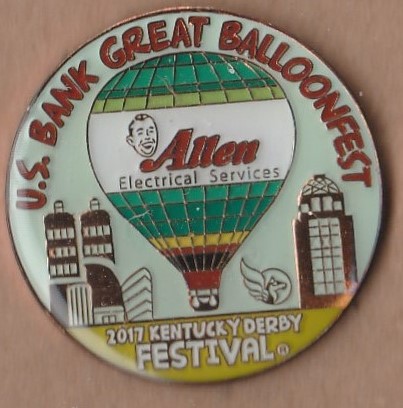 U.S. BANK GREAT BALLOONFEST
Allen
Electrical Services
2017 KENTUCKY DERBY
FESTIVAL®